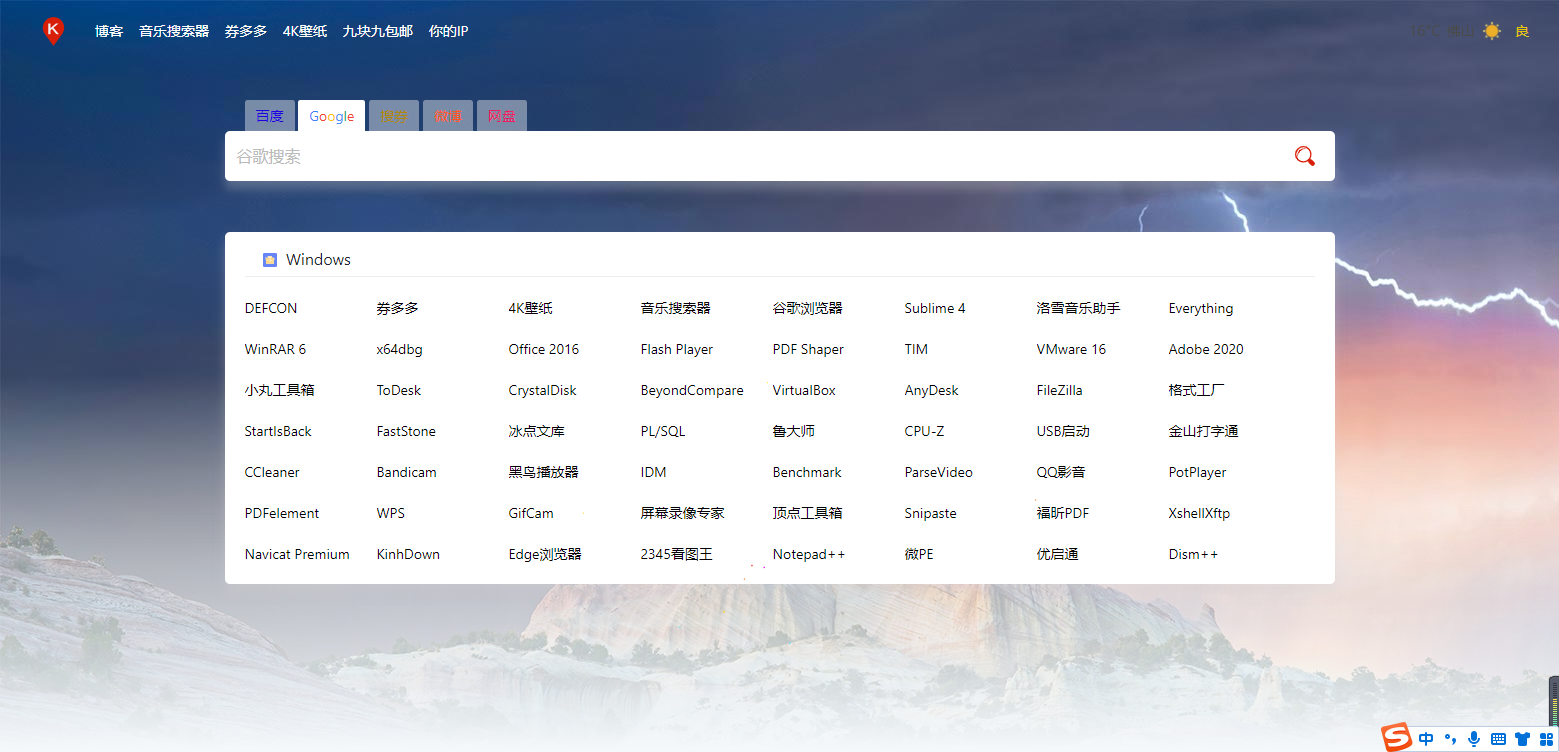 K 博客 音乐搜索器 券多多 4K壁纸 九块九包邮 你的IP 良
百度 Google 网盘
谷歌搜索
Windows
DEFCON 券多多 4K壁纸 音乐搜索器 谷歌浏览器 Sublime 4 洛雪音乐助手 Everything
WinRAR 6 x64dbg Office 2016 Flash Player PDF Shaper TIM VMware 16 Adobe 2020
小丸工具箱 ToDesk CrystalDisk BeyondCompare VirtualBox AnyDesk FileZilla 格式工厂
StartIsBack FastStone 冰点文库 PL/SQL 鲁大师 CPU-Z USB启动 金山打字通
CCleaner Bandicam 黑鸟播放器 IDM Benchmark ParseVideo QQ影音 PotPlayer
PDFelement WPS GifCam 屏幕录像专家 顶点工具箱 Snipaste 福昕PDF XshellXftp
Navicat Premium KinhDown Edge浏览器 2345看图王 Notepad++ 微PE 优启通 Dism++
S 中